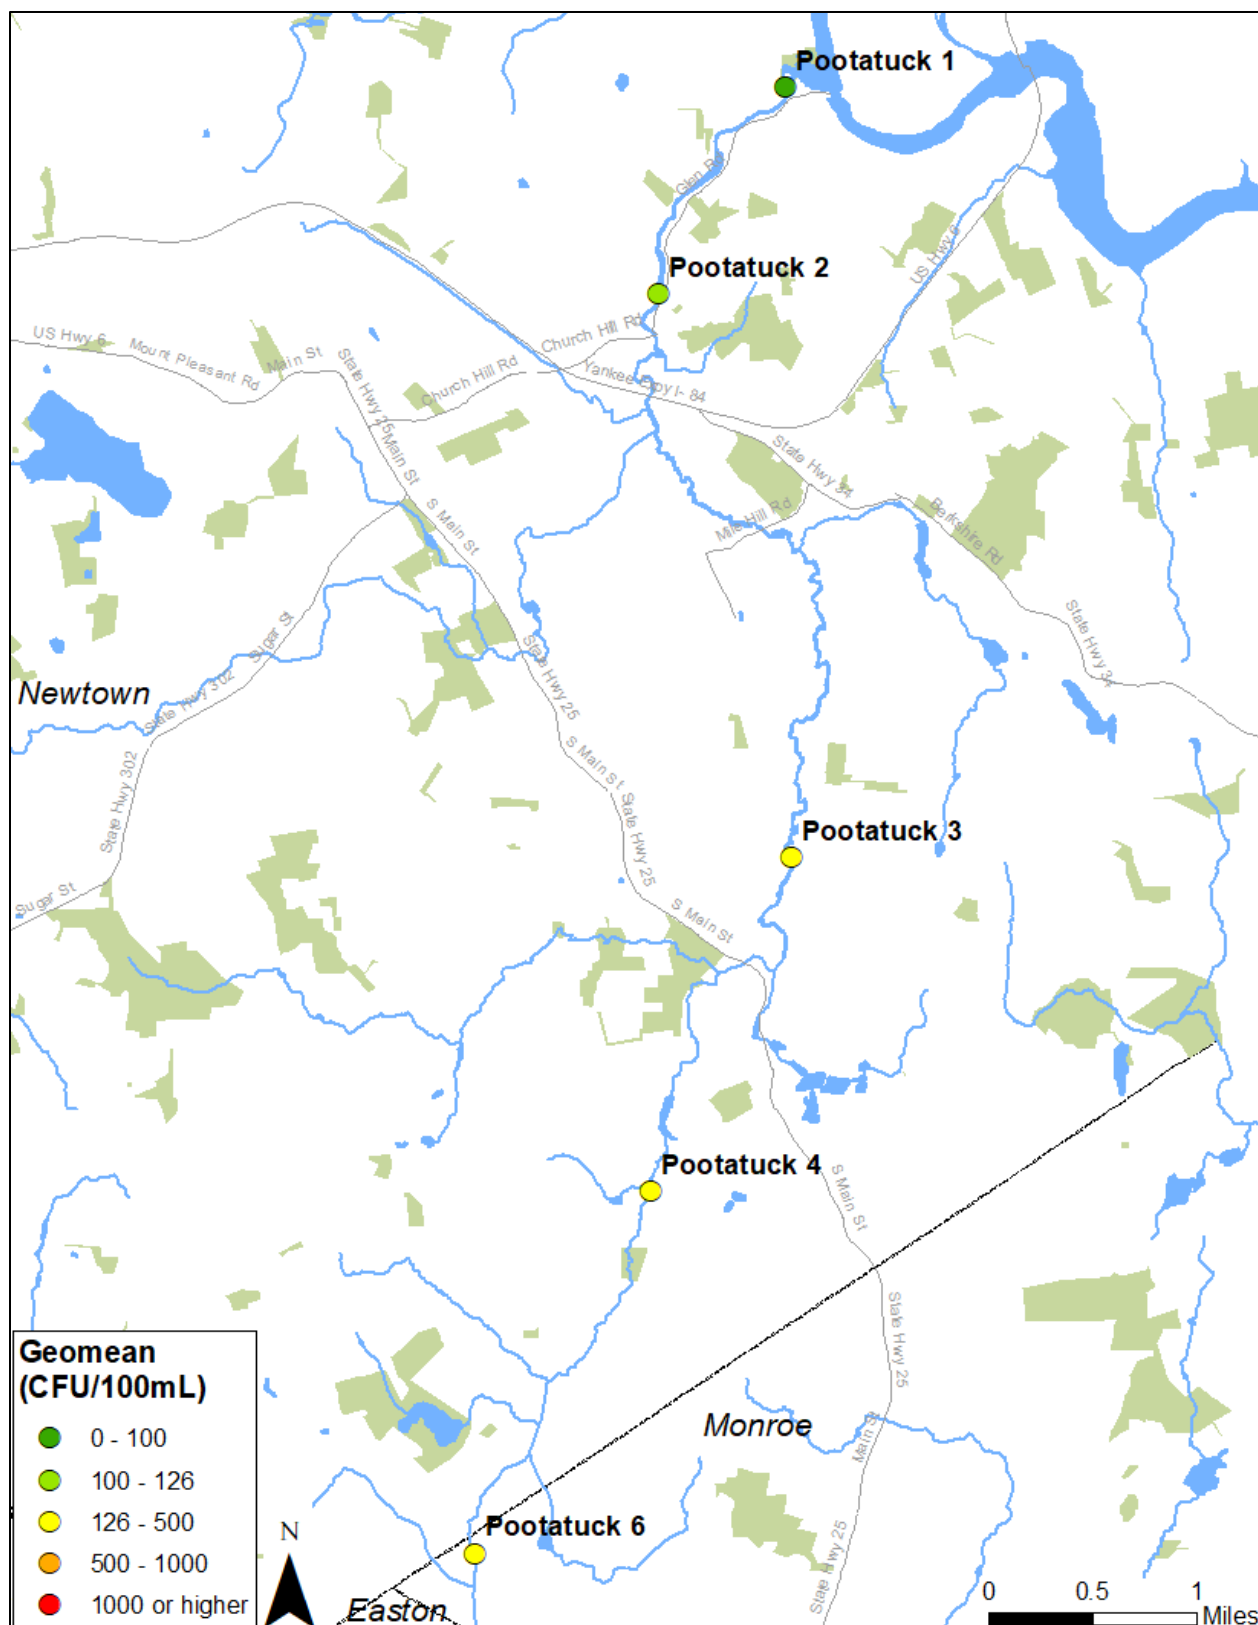 Pootatuck 1
Glen Rd
Pootatuck 2
US Hwy 6
Church Hill Rd
US Hwy 6
Mount Pleasant Rd
Main St
State Hwy 25
Church Hill Rd
Yankee Expy I- 84
Main St
State Hwy 34
S Main St
Mile Hill Rd
Berkshire Rd
Sugar St
State Hwy 34
State Hwy 25
Newtown
State Hwy 302
S Main St
State Hwy 302
State Hwy 25
Pootatuck 3
Sugar St
S Main St
Pootatuck 4
S Main St
State Hwy 25
Monroe
Main St
Pootatuck 6
State Hwy 25
Easton
Geomean
(CFU/100mL)
0 - 100
100 - 126
126 - 500
500 - 1000
1000 or higher
N
0 0.5 1
Miles